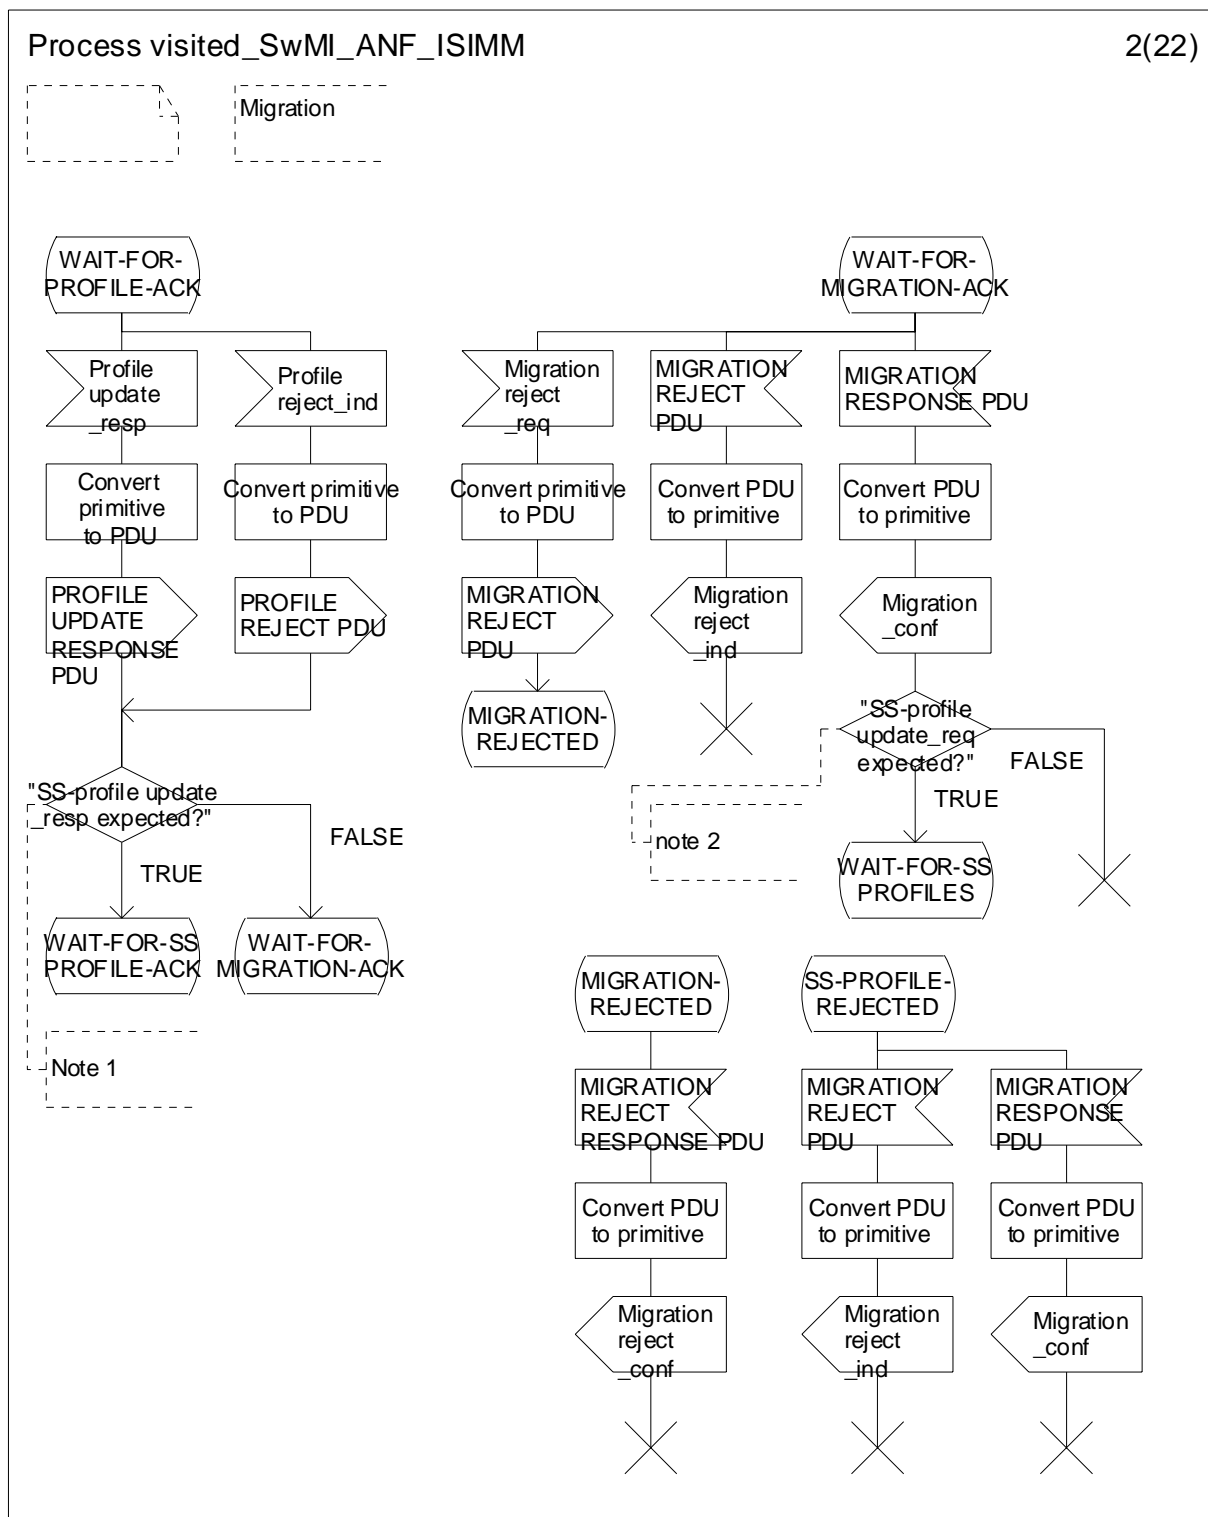 Process visited_SwMI_ANF_ISIMM
2(22)
Migration
WAIT-FOR-
PROFILE-ACK
WAIT-FOR-
MIGRATION-ACK
Profile
update
_resp
Profile
reject_ind
Migration
reject
_req
MIGRATION
REJECT
PDU
MIGRATION
RESPONSE PDU
Convert
primitive
to PDU
Convert primitive
to PDU
Convert primitive
to PDU
Convert PDU
to primitive
Convert PDU
to primitive
PROFILE
UPDATE
RESPONSE
PDU
PROFILE
REJECT PDU
MIGRATION
REJECT
PDU
Migration
reject
_ind
Migration
_conf
MIGRATION-
REJECTED
"SS-profile
update_req
expected?"
FALSE
TRUE
note 2
WAIT-FOR-SS
PROFILES
"SS-profile update
_resp expected?"
FALSE
TRUE
WAIT-FOR-SS
PROFILE-ACK
WAIT-FOR-
MIGRATION-ACK
Note 1
MIGRATION-
REJECTED
SS-PROFILE-
REJECTED
MIGRATION
REJECT
RESPONSE PDU
MIGRATION
REJECT
PDU
MIGRATION
RESPONSE
PDU
Convert PDU
to primitive
Convert PDU
to primitive
Convert PDU
to primitive
Migration
reject
_conf
Migration
reject
_ind
Migration
_conf